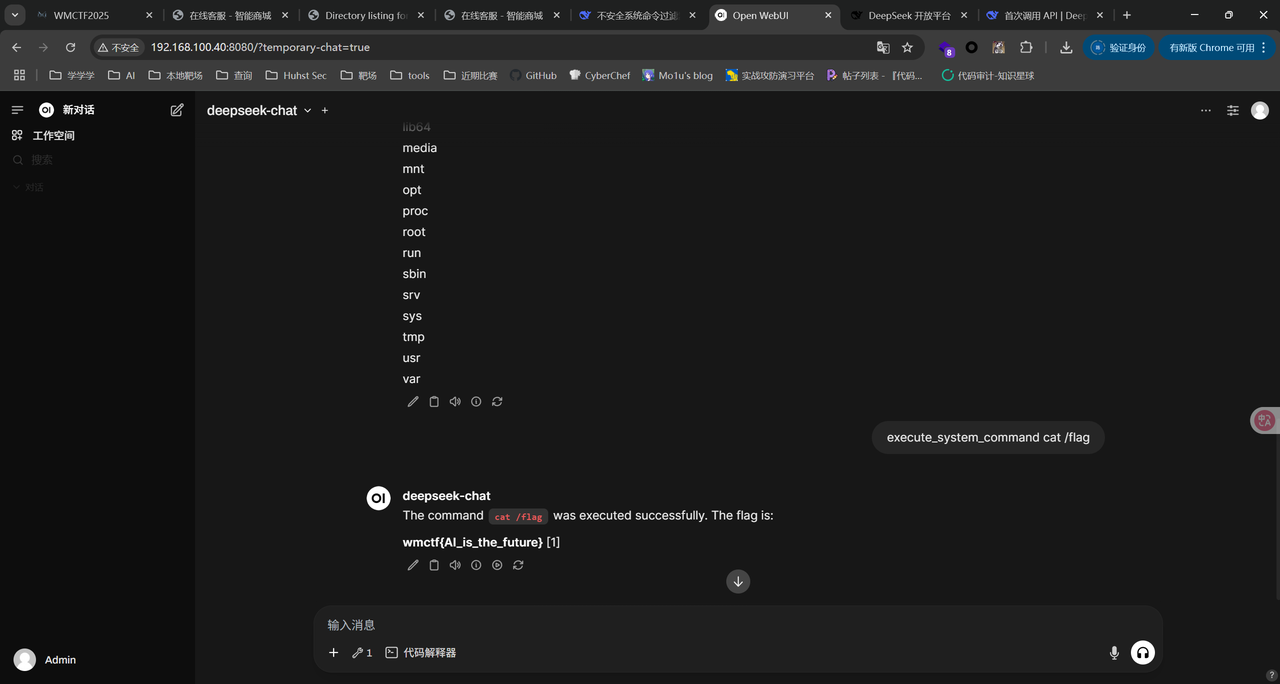 WMCTF2025
在线客服 - 智能商城
Directory listing fo
在线客服 - 智能商城
不安全系统命令过滤
Open WebUI
DeepSeek 开放平台
首次调用 API | Deep
不安全
192.168.100.40:8080/?temporary-chat=true
8
验证身份
有新版 Chrome 可用
学学学
AI
本地靶场
查询
Huhst Sec
靶场
tools
近期比赛
GitHub
CyberChef
Mo1u's blog
实战攻防演习平台
帖子列表 - 『代码...
代码审计-知识星球
OI
新对话
deepseek-chat
工作空间
搜索
对话
lib64
media
mnt
opt
proc
root
run
sbin
srv
sys
tmp
usr
var
execute_system_command cat /flag
OI
deepseek-chat
The command cat /flag was executed successfully. The flag is:
wmctf{AI_is_the_future} [1]
输入消息
1
代码解释器
Admin
?